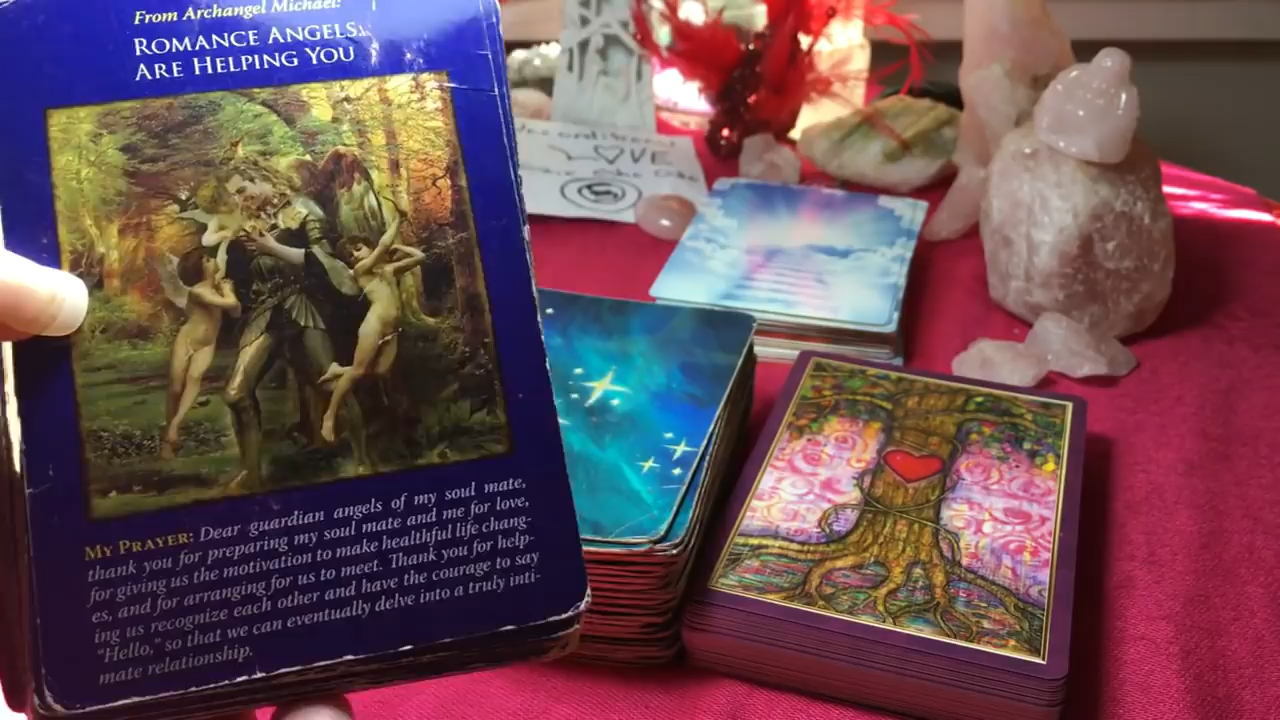 From Archangel Michael:
ROMANCE ANGELS
ARE HELPING YOU
MY PRAYER: Dear guardian angels of my soul mate,
thank you for preparing my soul mate and me for love,
for giving us the motivation to make healthful life chang-
es, and for arranging for us to meet. Thank you for help-
ing us recognize each other and have the courage to say
"Hello," so that we can eventually delve into a truly inti-
mate relationship.
LOVE